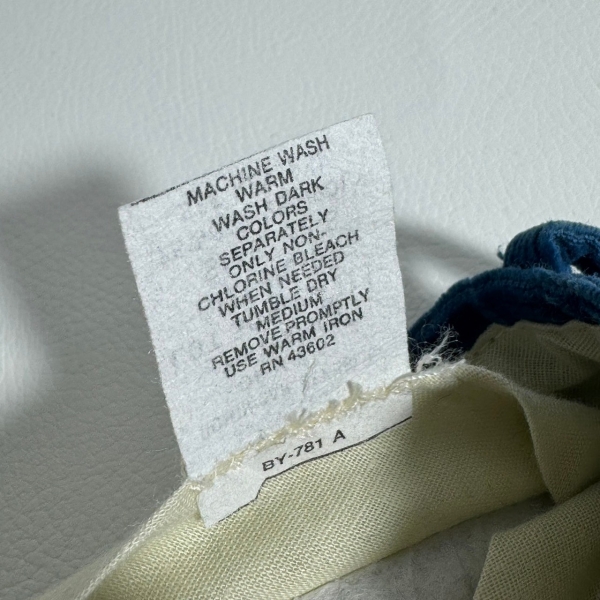 MACHINE WASH
WARM
WASH DARK
COLORS
SEPARATELY
ONLY NON-
CHLORINE BLEACH
WHEN NEEDED
TUMBLE DRY
MEDIUM
REMOVE PROMPTLY
USE WARM IRON
RN 43602
BY-781 A